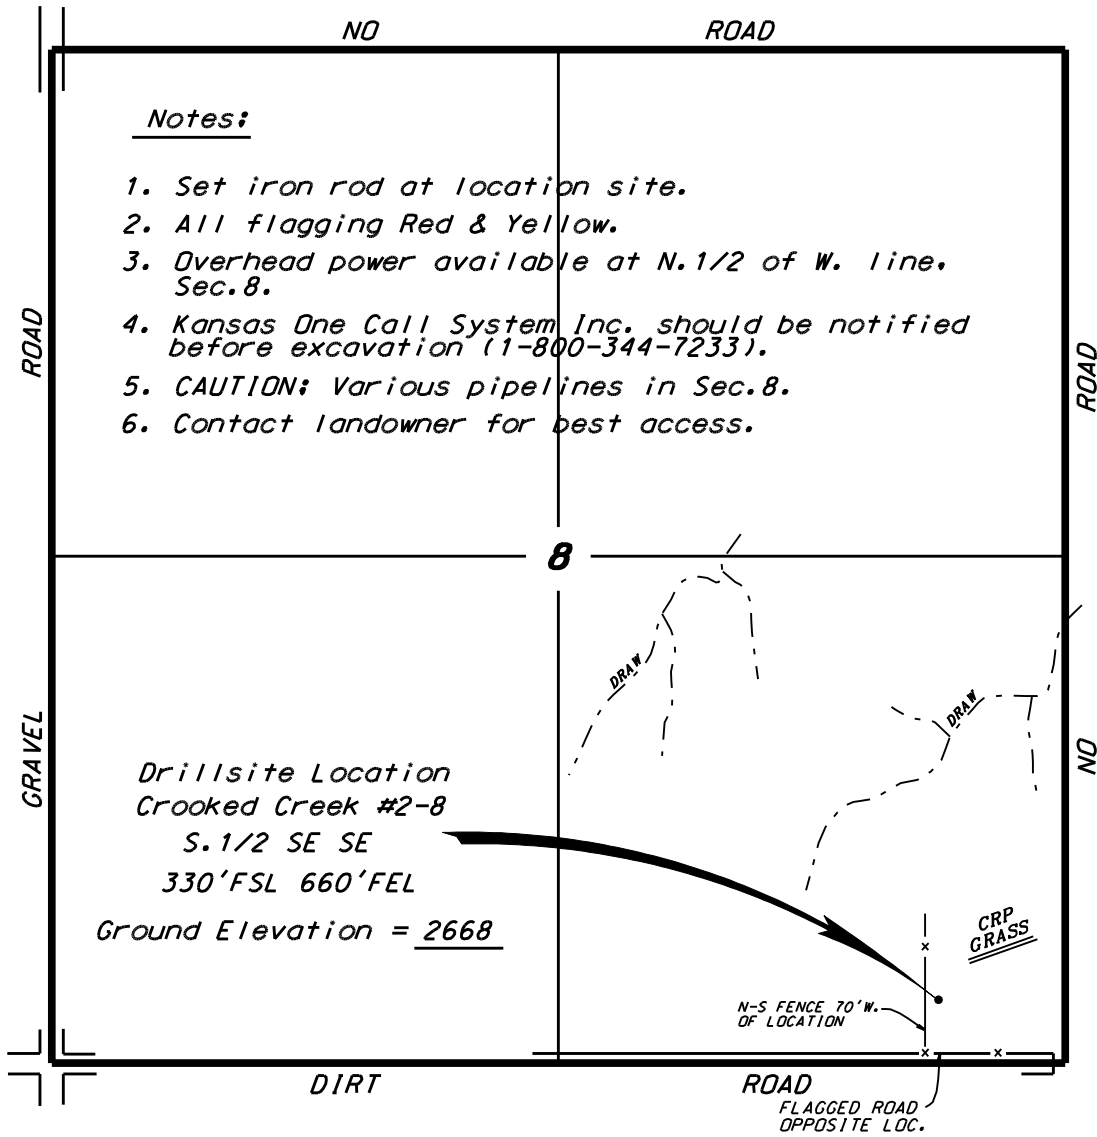 NO ROAD
Notes:
1. Set iron rod at location site.
2. All flagging Red & Yellow.
3. Overhead power available at N.1/2 of W. line,
Sec.8.
4. Kansas One Call System Inc. should be notified
before excavation (1-800-344-7233).
5. CAUTION: Various pipelines in Sec.8.
6. Contact landowner for best access.
ROAD
ROAD
8
DRAW
DRAW
GRAVEL
NO
Drillsite Location
Crooked Creek #2-8
S.1/2 SE SE
330'FSL 660'FEL
Ground Elevation = 2668
CRP
GRASS
N-S FENCE 70'W.
OF LOCATION
DIRT ROAD
FLAGGED ROAD
OPPOSITE LOC.